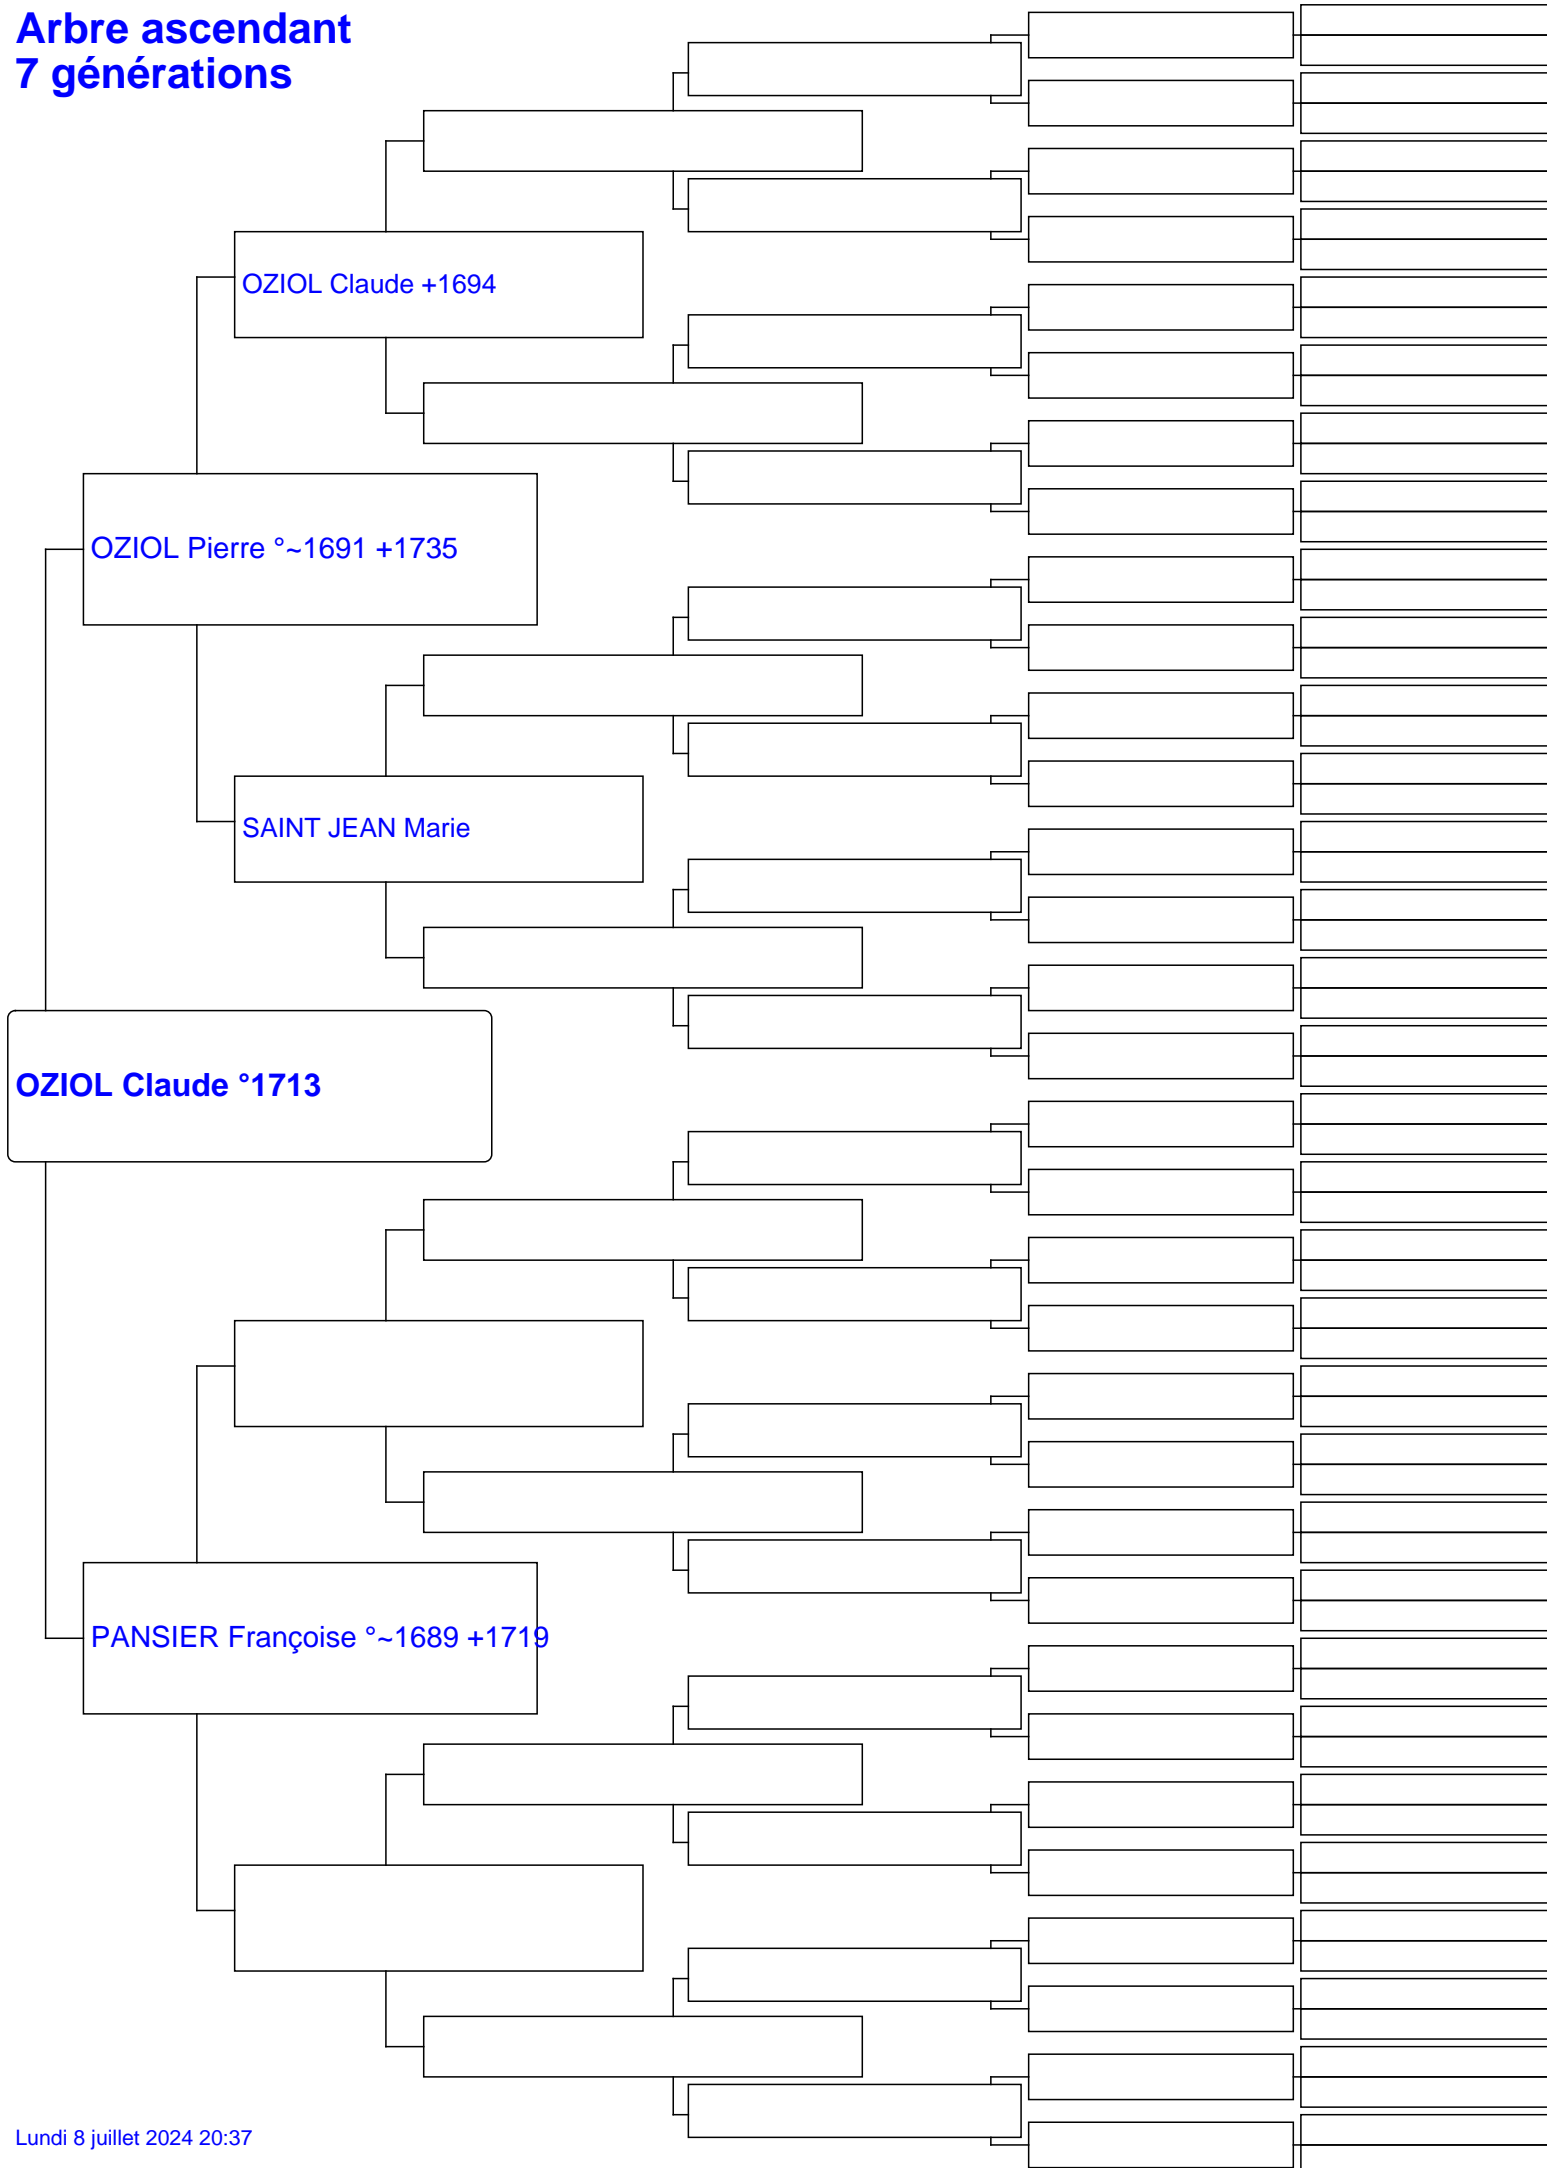 Arbre ascendant
7 générations
OZIOL Claude +1694
OZIOL Pierre °~1691 +1735
SAINT JEAN Marie
OZIOL Claude °1713
PANSIER Françoise °~1689 +1719
Lundi 8 juillet 2024 20:37